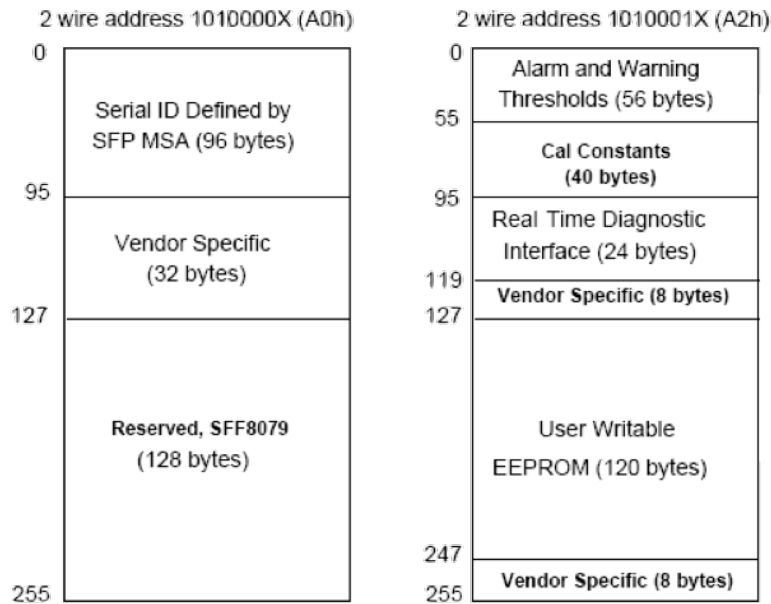 2 wire address 1010000X (A0h)
0
Serial ID Defined by
SFP MSA (96 bytes)
95
Vendor Specific
(32 bytes)
127
Reserved, SFF8079
(128 bytes)
255
2 wire address 1010001X (A2h)
0
Alarm and Warning
Thresholds (56 bytes)
55
Cal Constants
(40 bytes)
95
Real Time Diagnostic
Interface (24 bytes)
119
Vendor Specific (8 bytes)
127
User Writable
EEPROM (120 bytes)
247
Vendor Specific (8 bytes)
255